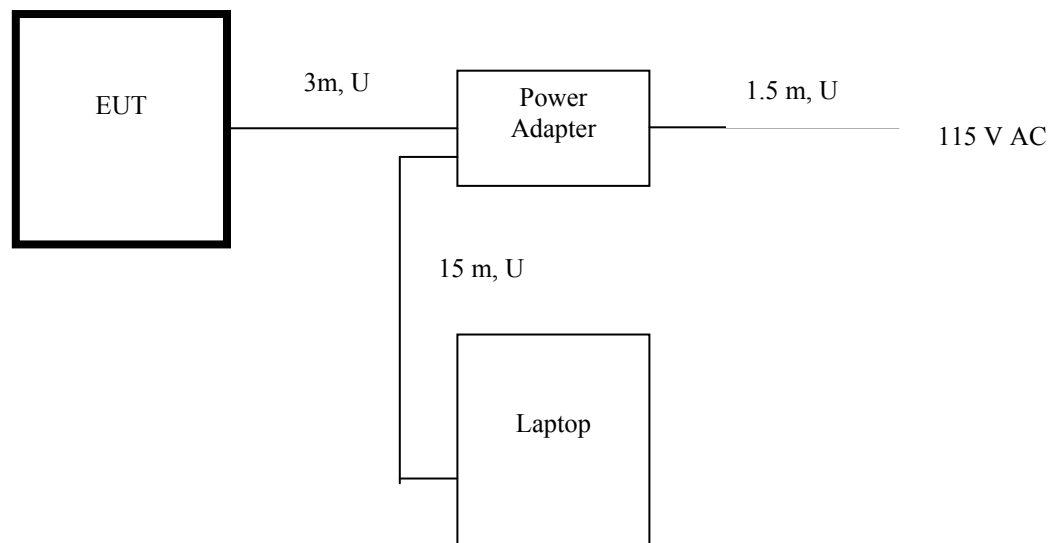 EUT
3m, U
Power
Adapter
1.5 m, U
115 V AC
15 m, U
Laptop